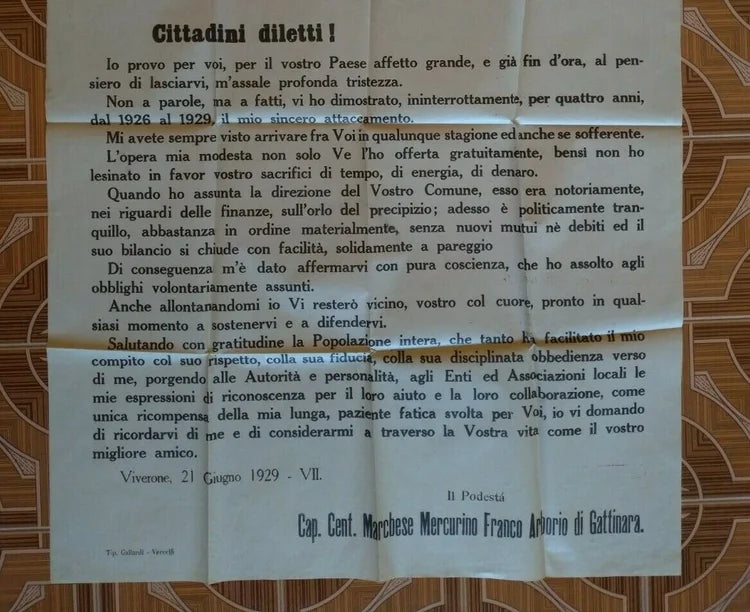 Cittadini diletti!
Io provo per voi, per il vostro Paese affetto grande, e già fin d'ora, al pen-
siero di lasciarvi, m'assale profonda tristezza.
Non a parole, ma a fatti, vi ho dimostrato, ininterrottamente, per quattro anni,
dal 1926 al 1929, il mio sincero attaccamento.
Mi avete sempre visto arrivare fra Voi in qualunque stagione ed anche se sofferente.
L'opera mia modesta non solo Ve l'ho offerta gratuitamente, bensì non ho
lesinato in favor vostro sacrifici di tempo, di energia, di denaro.
Quando ho assunta la direzione del Vostro Comune, esso era notoriamente,
nei riguardi delle finanze, sull'orlo del precipizio; adesso è politicamente tran-
quillo, abbastanza in ordine materialmente, senza nuovi mutui nè debiti ed il
suo bilancio si chiude con facilità, solidamente a pareggio
Di conseguenza m'è dato affermarvi con pura coscienza, che ho assolto agli
obblighi volontariamente assunti.
Anche allontanandomi io Vi resterò vicino, vostro col cuore, pronto in qual-
siasi momento a sostenervi e a difendervi.
Salutando con gratitudine la Popolazione intera, che tanto ha facilitato il mio
compito col suo rispetto, colla sua fiducia, colla sua disciplinata obbedienza verso
di me, porgendo alle Autorità e personalità, agli Enti ed Associazioni locali le
mie espressioni di riconoscenza per il loro aiuto e la loro collaborazione, come
unica ricompensa della mia lunga, paziente fatica svolta per Voi, io vi domando
di ricordarvi di me e di considerarmi a traverso la Vostra vita come il vostro
migliore amico.
Viverone, 21 Giugno 1929 - VII.
Il Podestá
Cap. Cent. Marchese Mercurino Franco Arborio di Gattinara.
Tip. Gallardi - Vercelli